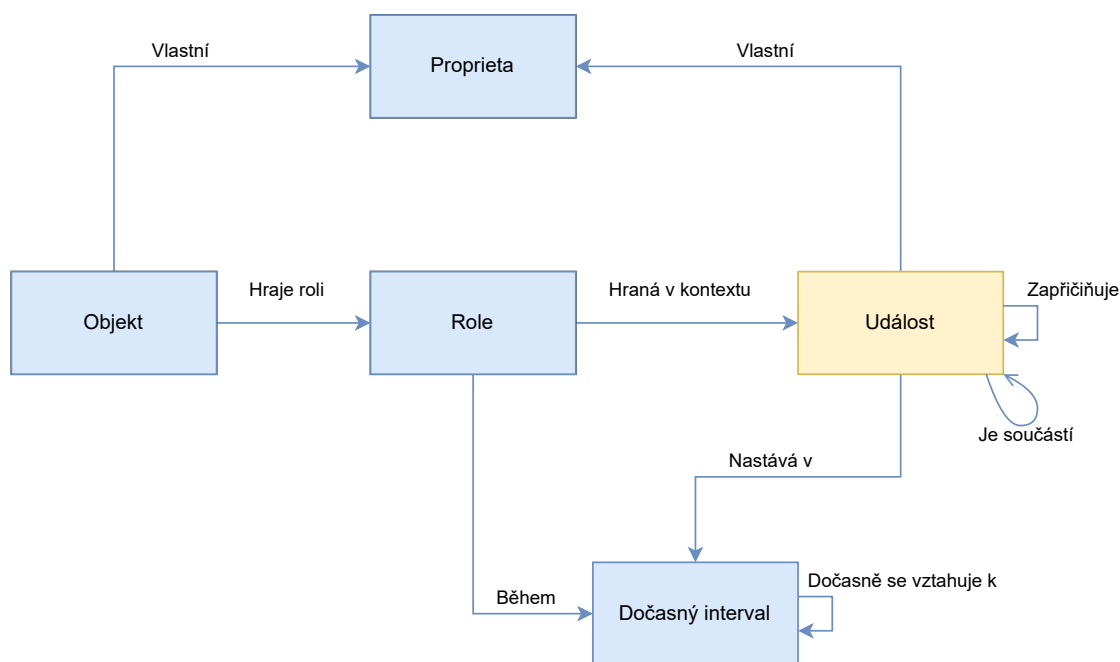 Vlastní
Vlastní
Proprieta
Hraje roli
Hraná v kontextu
Zapřičiňuje
Objekt
Role
Událost
Je součástí
Nastává v
Dočasně se vztahuje k
Během
Dočasný interval